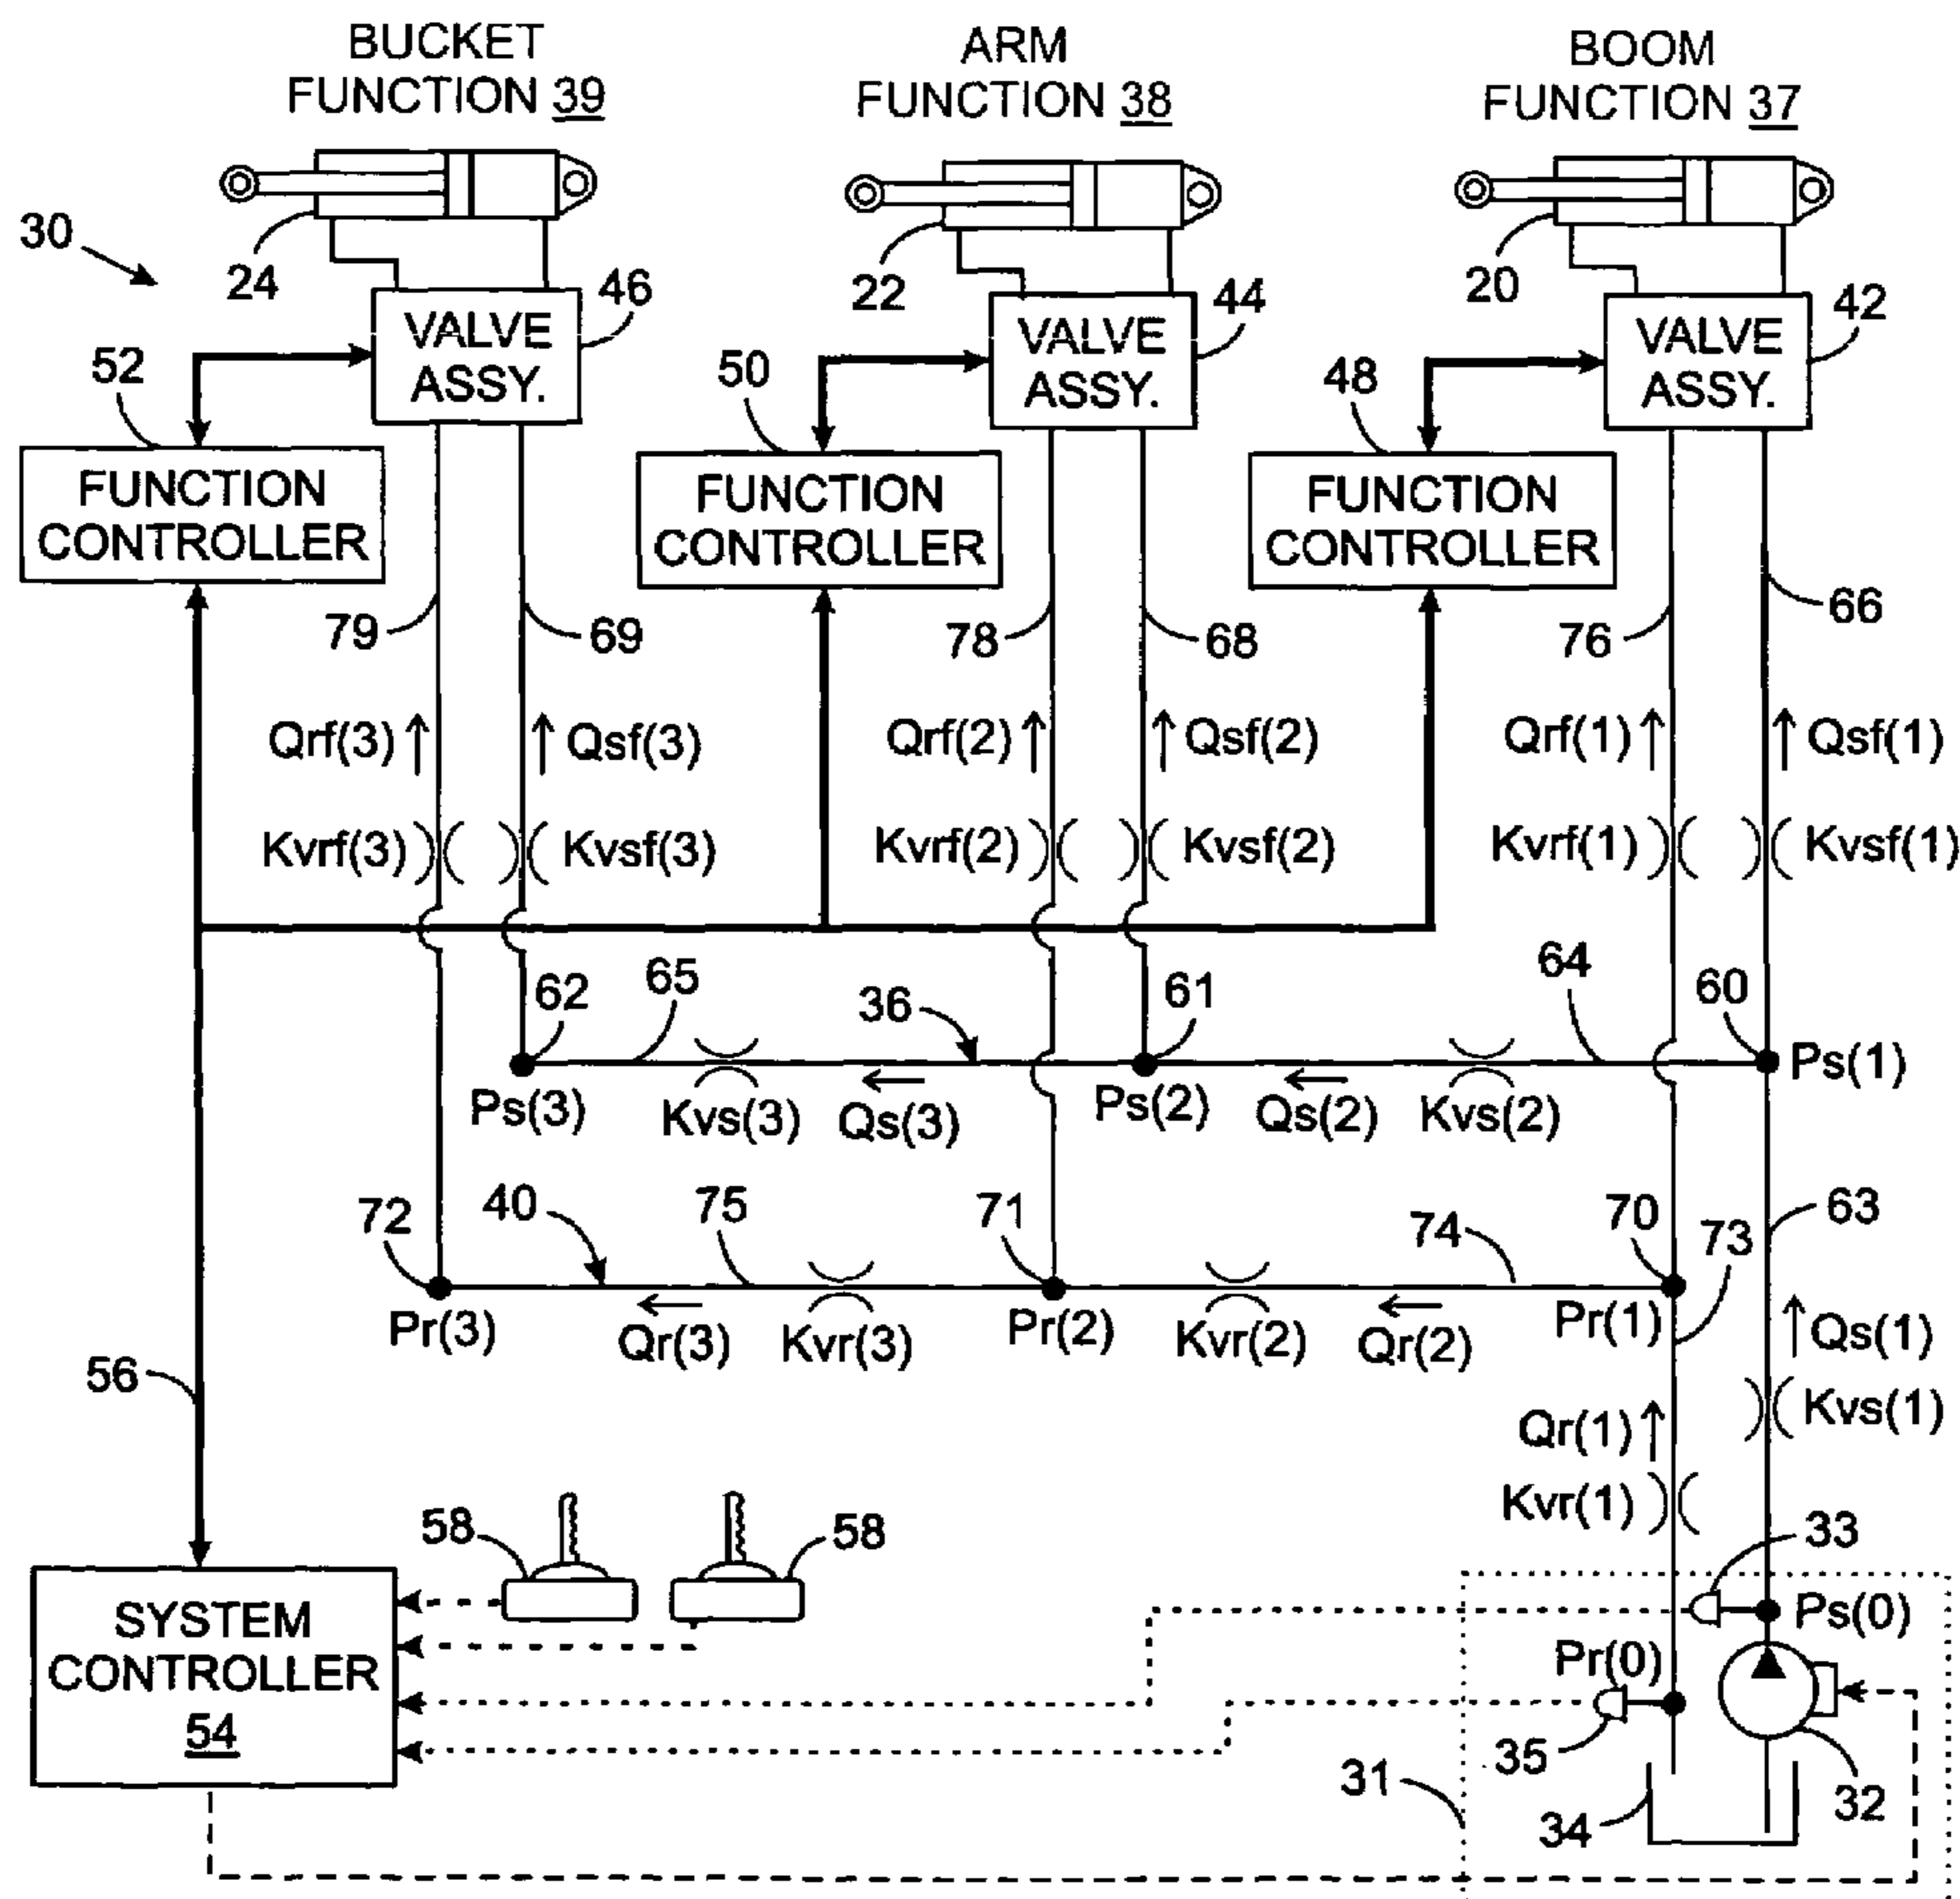 BUCKET
FUNCTION 39
ARM
FUNCTION 38
BOOM
FUNCTION 37
30
24
22
20
46
44
42
VALVE
ASSY.
VALVE
ASSY.
VALVE
ASSY.
52
50
48
FUNCTION
CONTROLLER
FUNCTION
CONTROLLER
FUNCTION
CONTROLLER
79
69
78
68
76
66
Qrf(3)
Qsf(3)
Qrf(2)
Qsf(2)
Qrf(1)
Qsf(1)
Kvrf(3)
Kvsf(3)
Kvrf(2)
Kvsf(2)
Kvrf(1)
Kvsf(1)
62
65
36
61
64
60
Ps(3)
Kvs(3)
Qs(3)
Ps(2)
Qs(2)
Kvs(2)
Ps(1)
72
40
75
71
74
70
73
63
Pr(3)
Qr(3)
Kvr(3)
Pr(2)
Kvr(2)
Qr(2)
Pr(1)
Qs(1)
56
Kvs(1)
Qr(1)
Kvr(1)
58
58
33
Ps(0)
Pr(0)
SYSTEM
CONTROLLER
54
35
31
34
32